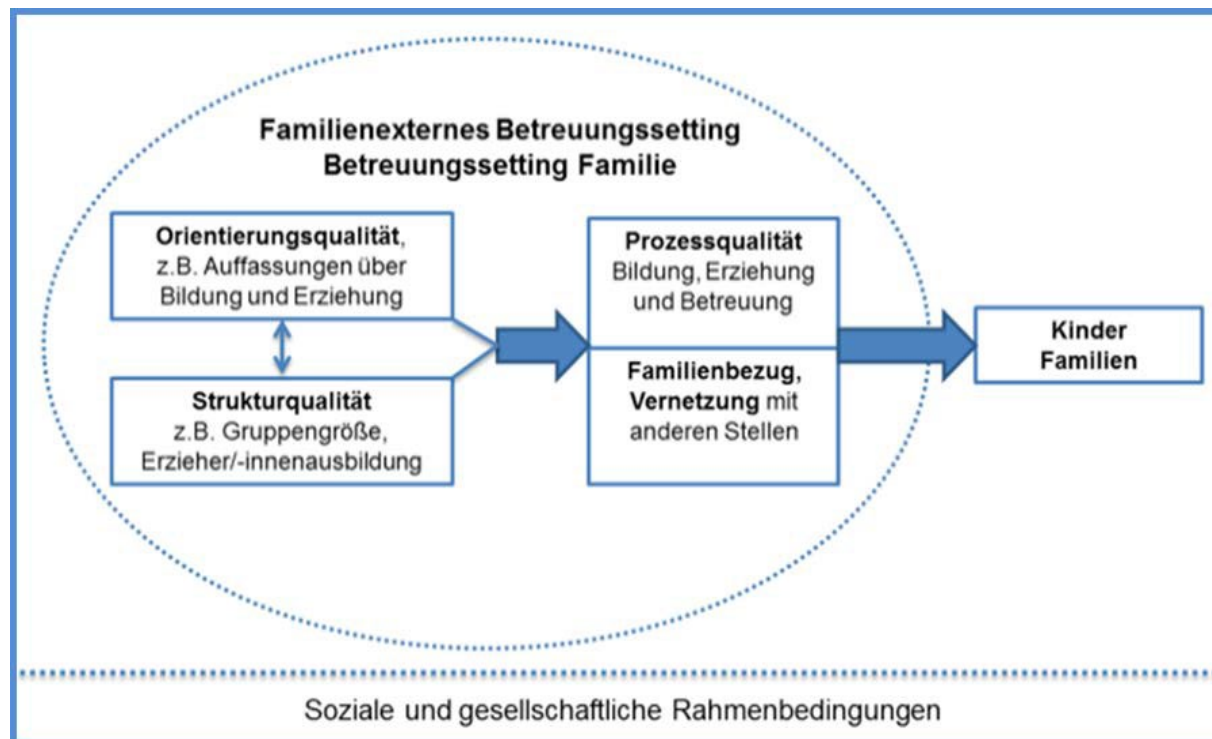 Familienexternes Betreuungssetting
Betreuungssetting Familie
Orientierungsqualität,
z.B. Auffassungen über
Bildung und Erziehung
Strukturqualität
z.B. Gruppengröße,
Erzieher/-innenausbildung
Prozessqualität
Bildung, Erziehung
und Betreuung
Familienbezug,
Vernetzung mit
anderen Stellen
Kinder
Familien
Soziale und gesellschaftliche Rahmenbedingungen